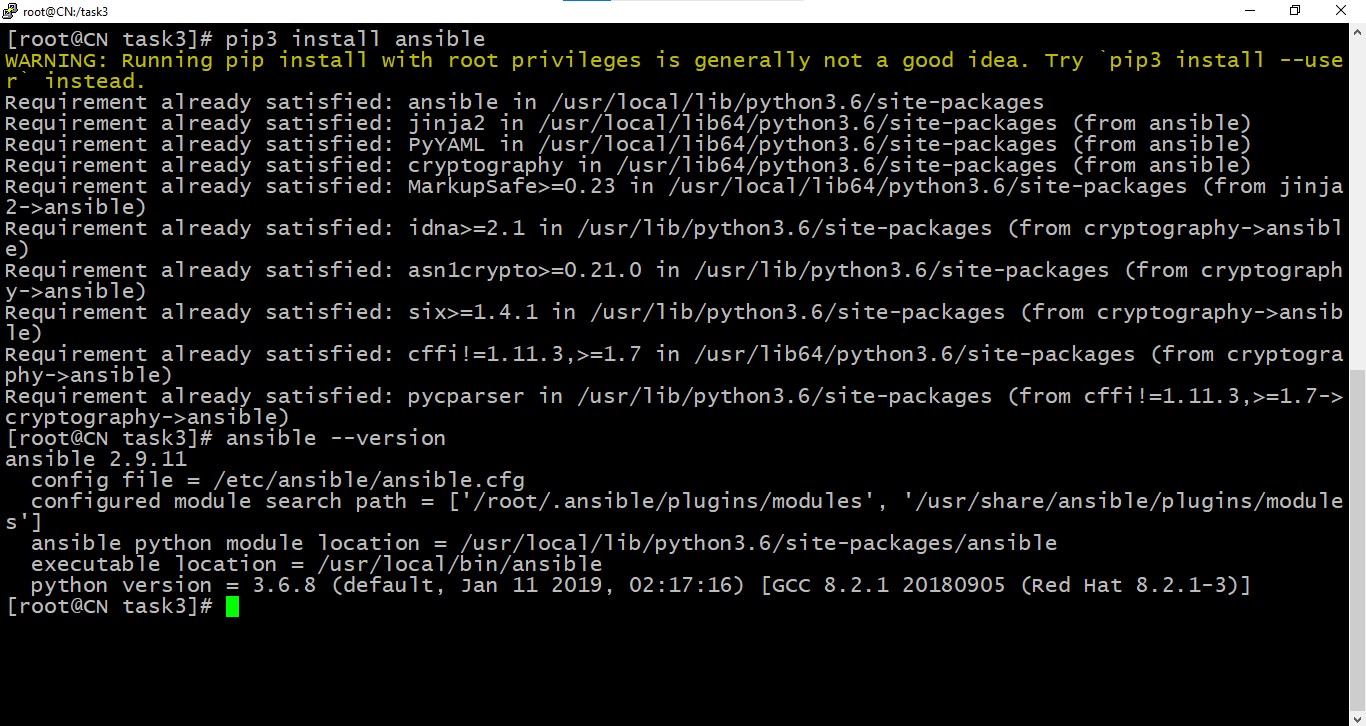 root@CN:/task3
[root@CN task3]# pip3 install ansible
WARNING: Running pip install with root privileges is generally not a good idea. Try `pip3 install --use
r` instead.
Requirement already satisfied: ansible in /usr/local/lib/python3.6/site-packages
Requirement already satisfied: jinja2 in /usr/local/lib64/python3.6/site-packages (from ansible)
Requirement already satisfied: PyYAML in /usr/local/lib64/python3.6/site-packages (from ansible)
Requirement already satisfied: cryptography in /usr/lib64/python3.6/site-packages (from ansible)
Requirement already satisfied: MarkupSafe>=0.23 in /usr/local/lib64/python3.6/site-packages (from jinja
2->ansible)
Requirement already satisfied: idna>=2.1 in /usr/lib/python3.6/site-packages (from cryptography->ansibl
e)
Requirement already satisfied: asn1crypto>=0.21.0 in /usr/lib/python3.6/site-packages (from cryptograph
y->ansible)
Requirement already satisfied: six>=1.4.1 in /usr/lib/python3.6/site-packages (from cryptography->ansib
le)
Requirement already satisfied: cffi!=1.11.3,>=1.7 in /usr/lib64/python3.6/site-packages (from cryptogra
phy->ansible)
Requirement already satisfied: pycparser in /usr/lib/python3.6/site-packages (from cffi!=1.11.3,>=1.7->
cryptography->ansible)
[root@CN task3]# ansible --version
ansible 2.9.11
  config file = /etc/ansible/ansible.cfg
  configured module search path = ['/root/.ansible/plugins/modules', '/usr/share/ansible/plugins/module
s']
  ansible python module location = /usr/local/lib/python3.6/site-packages/ansible
  executable location = /usr/local/bin/ansible
  python version = 3.6.8 (default, Jan 11 2019, 02:17:16) [GCC 8.2.1 20180905 (Red Hat 8.2.1-3)]
[root@CN task3]#